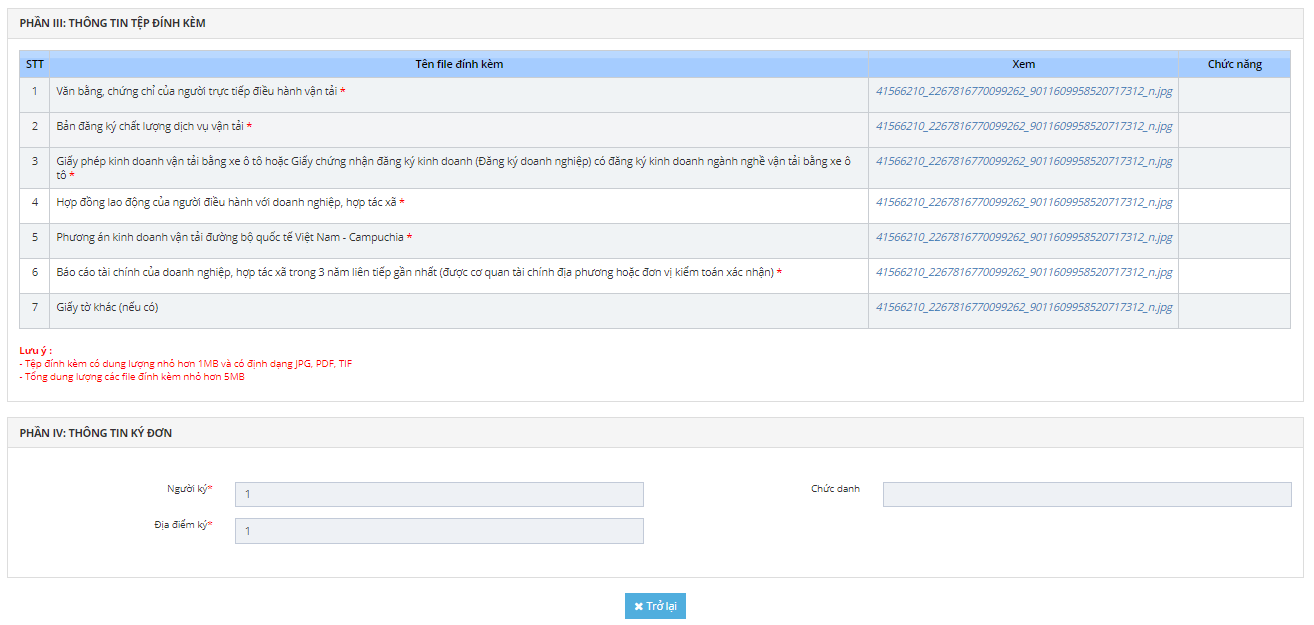 PHẦN III: THÔNG TIN TỆP ĐÍNH KÈM
STT Tên file đính kèm Xem Chức năng
1 Văn bằng, chứng chỉ của người trực tiếp điều hành vận tải * 41566210_2267816770099262_9011609958520717312_n.jpg
2 Bản đăng ký chất lượng dịch vụ vận tải * 41566210_2267816770099262_9011609958520717312_n.jpg
3 Giấy phép kinh doanh vận tải bằng xe ô tô hoặc Giấy chứng nhận đăng ký kinh doanh (Đăng ký doanh nghiệp) có đăng ký kinh doanh ngành nghề vận tải bằng xe ô 41566210_2267816770099262_9011609958520717312_n.jpg
tô *
4 Hợp đồng lao động của người điều hành với doanh nghiệp, hợp tác xã * 41566210_2267816770099262_9011609958520717312_n.jpg
5 Phương án kinh doanh vận tải đường bộ quốc tế Việt Nam - Campuchia * 41566210_2267816770099262_9011609958520717312_n.jpg
6 Báo cáo tài chính của doanh nghiệp, hợp tác xã trong 3 năm liên tiếp gần nhất (được cơ quan tài chính địa phương hoặc đơn vị kiểm toán xác nhận) * 41566210_2267816770099262_9011609958520717312_n.jpg
7 Giấy tờ khác (nếu có) 41566210_2267816770099262_9011609958520717312_n.jpg
Lưu ý :
- Tệp đính kèm có dung lượng nhỏ hơn 1MB và có định dạng JPG, PDF, TIF
- Tổng dung lượng các file đính kèm nhỏ hơn 5MB
PHẦN IV: THÔNG TIN KÝ ĐƠN
Người ký* 1 Chức danh
Địa điểm ký* 1
✖ Trở lại